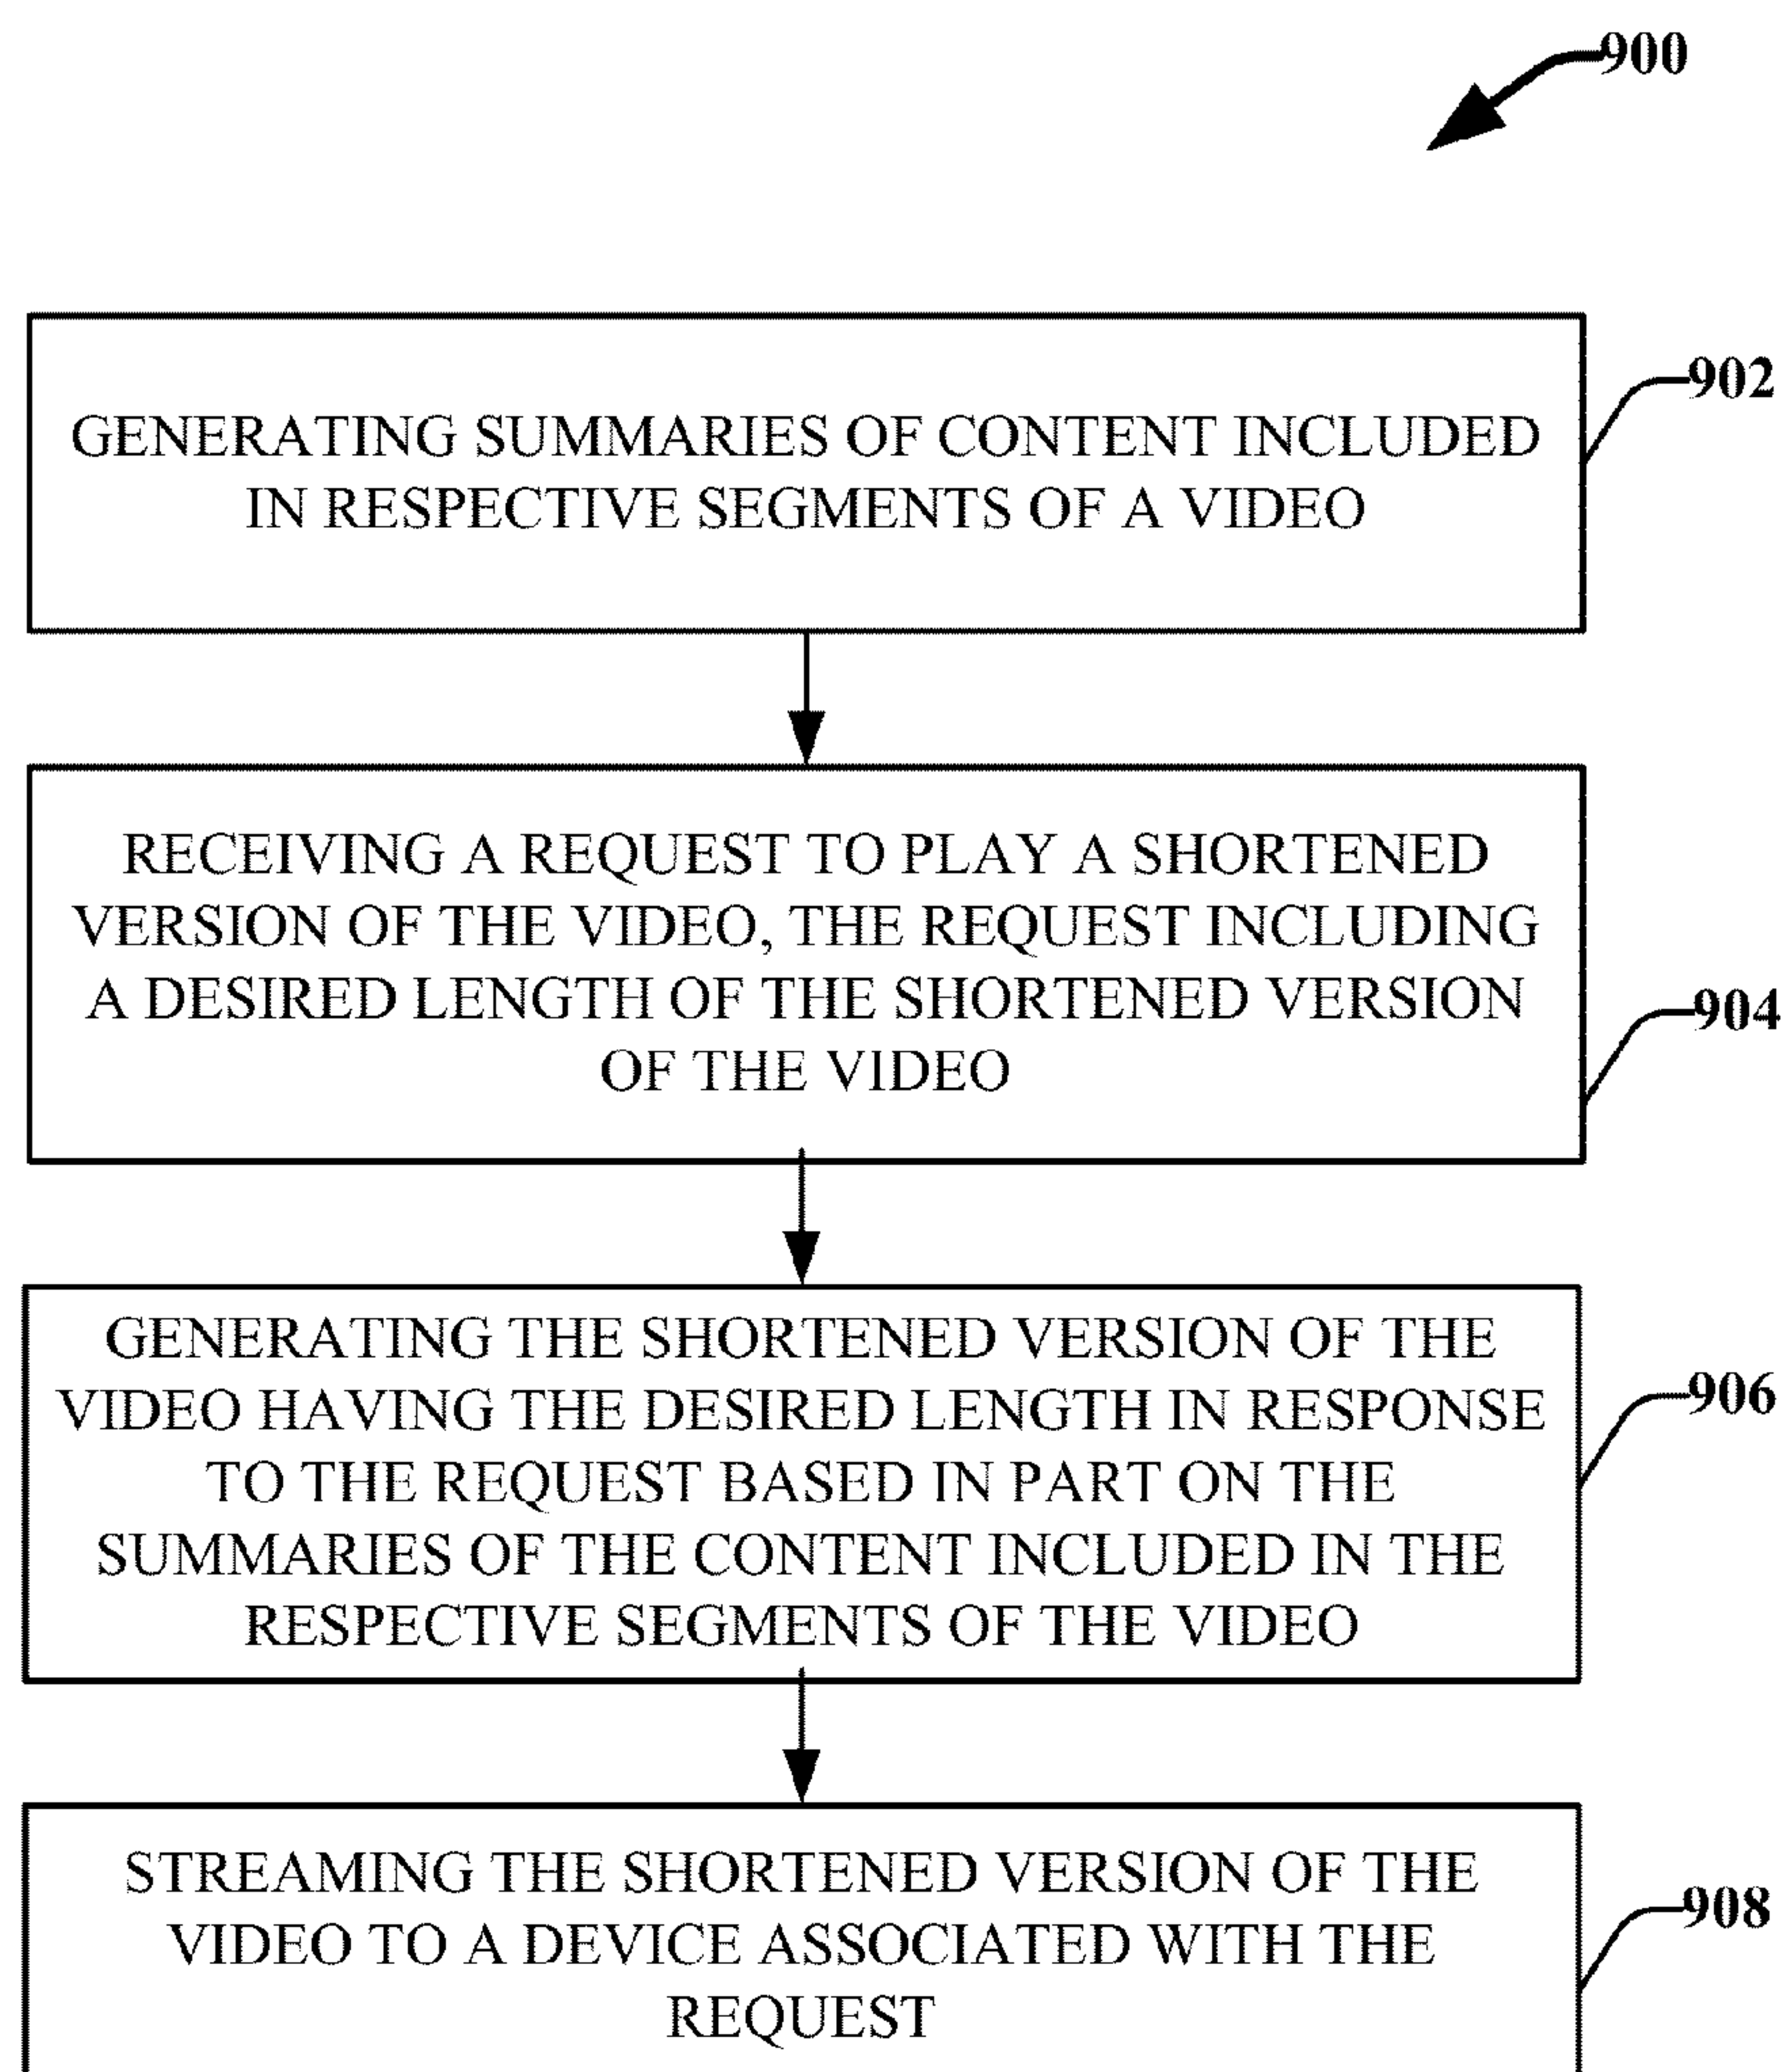 900
GENERATING SUMMARIES OF CONTENT INCLUDED
IN RESPECTIVE SEGMENTS OF A VIDEO
902
RECEIVING A REQUEST TO PLAY A SHORTENED
VERSION OF THE VIDEO, THE REQUEST INCLUDING
A DESIRED LENGTH OF THE SHORTENED VERSION
OF THE VIDEO
904
GENERATING THE SHORTENED VERSION OF THE
VIDEO HAVING THE DESIRED LENGTH IN RESPONSE
TO THE REQUEST BASED IN PART ON THE
SUMMARIES OF THE CONTENT INCLUDED IN THE
RESPECTIVE SEGMENTS OF THE VIDEO
906
STREAMING THE SHORTENED VERSION OF THE
VIDEO TO A DEVICE ASSOCIATED WITH THE
REQUEST
908